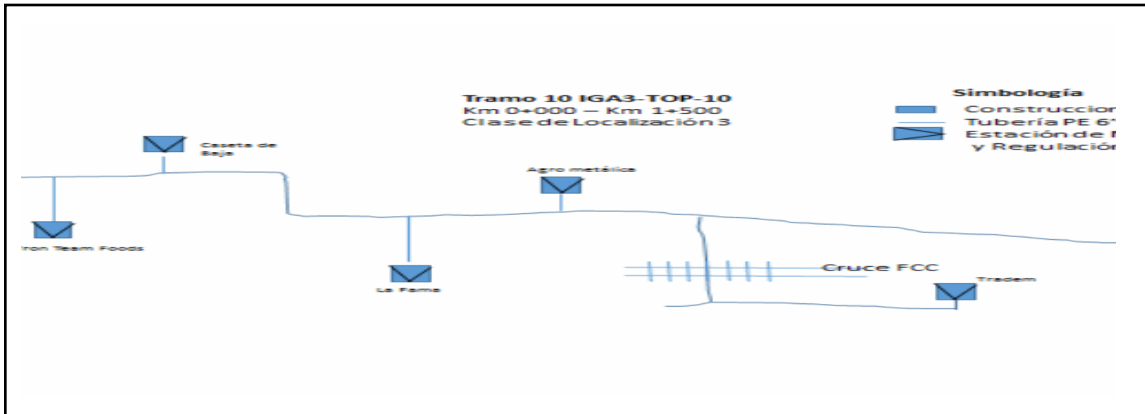 Tramo 10 IGA3-TOP-10
Km 0+000 – Km 1+500
Clase de Localización 3
Simbología
Construccion
Tubería PE 6"
Estación de M
y Regulación
Caseta de
Baja
Agro metálica
Iron Team Foods
La Fama
Cruce FCC
Tradem